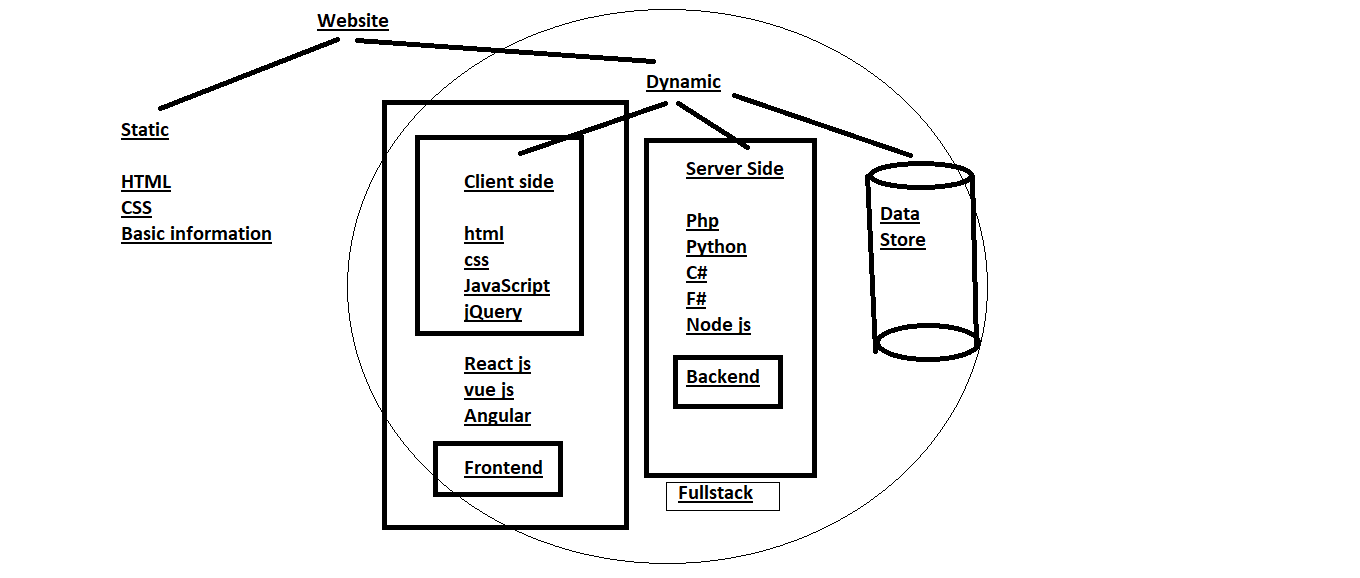 Website
Dynamic
Static
HTML
CSS
Basic information
Client side
html
css
JavaScript
jQuery
React js
vue js
Angular
Frontend
Server Side
Php
Python
C#
F#
Node js
Backend
Fullstack
Data
Store